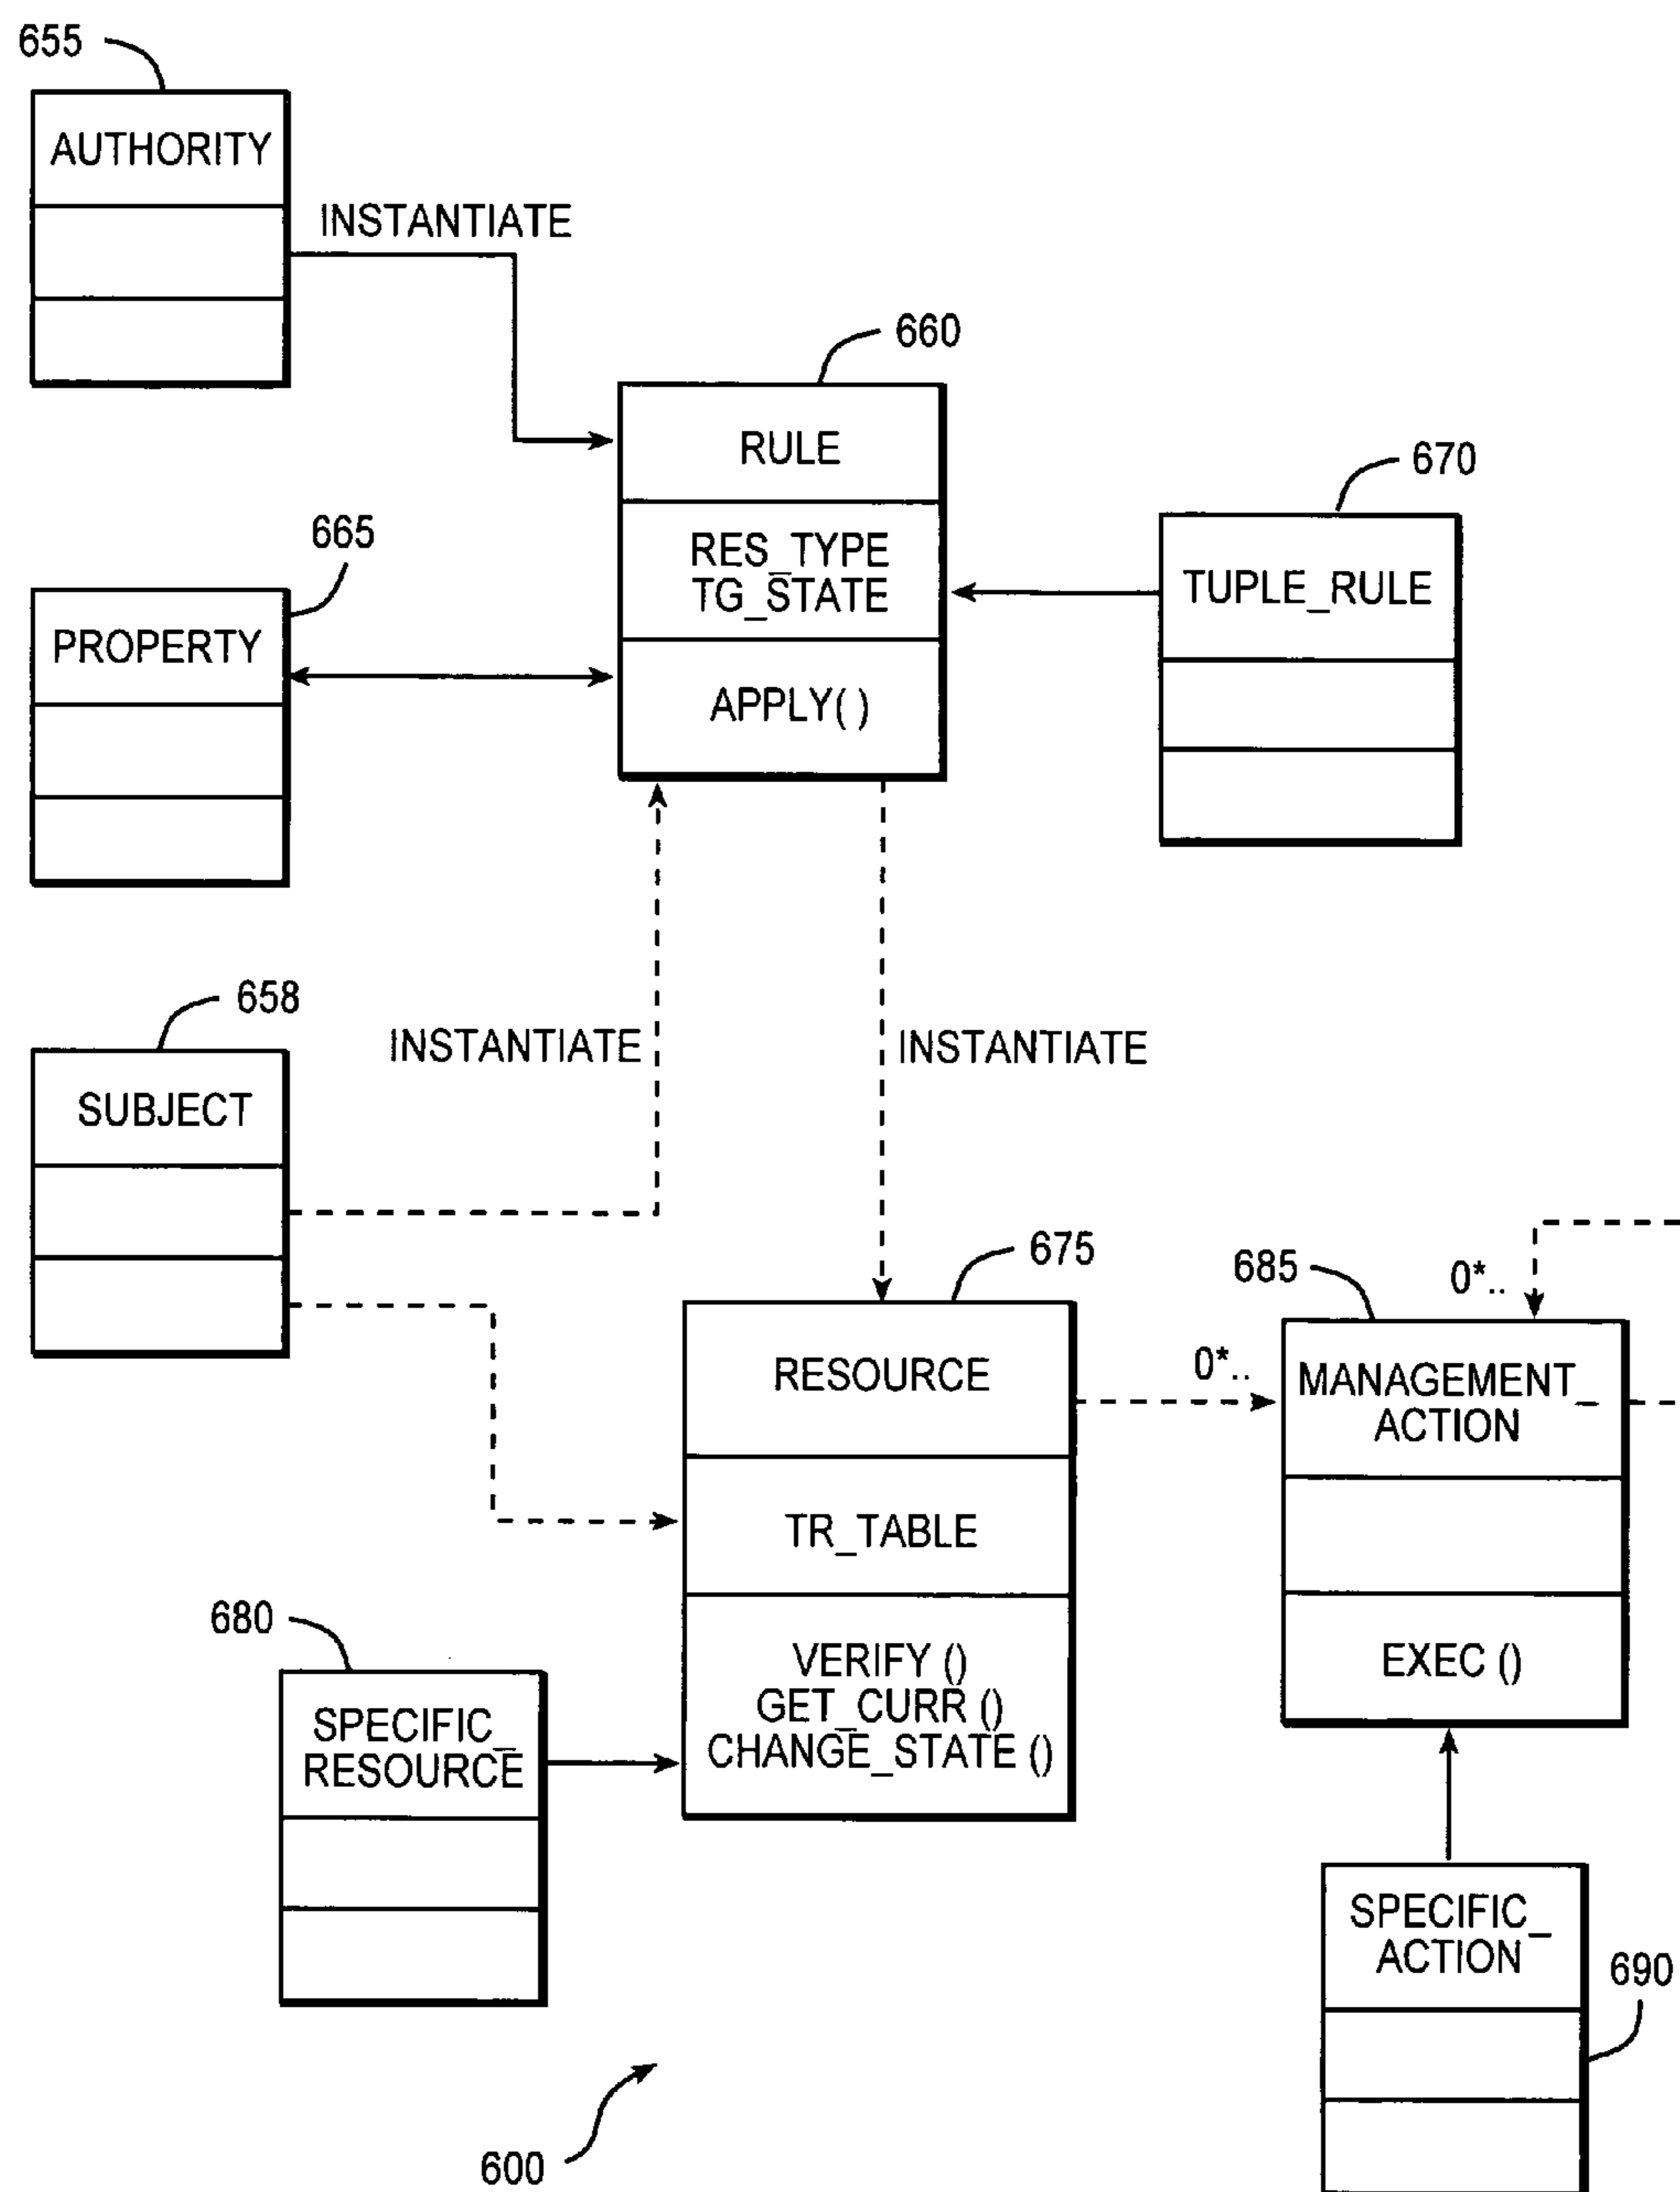 655
AUTHORITY
INSTANTIATE
660
RULE
RES_TYPE
TG_STATE
APPLY( )
670
TUPLE_RULE
665
PROPERTY
658
SUBJECT
INSTANTIATE
INSTANTIATE
675
RESOURCE
TR_TABLE
VERIFY ()
GET_CURR ()
CHANGE_STATE ()
0*..
685
0*..
MANAGEMENT_
ACTION
EXEC ()
680
SPECIFIC_
RESOURCE
SPECIFIC_
ACTION
690
600